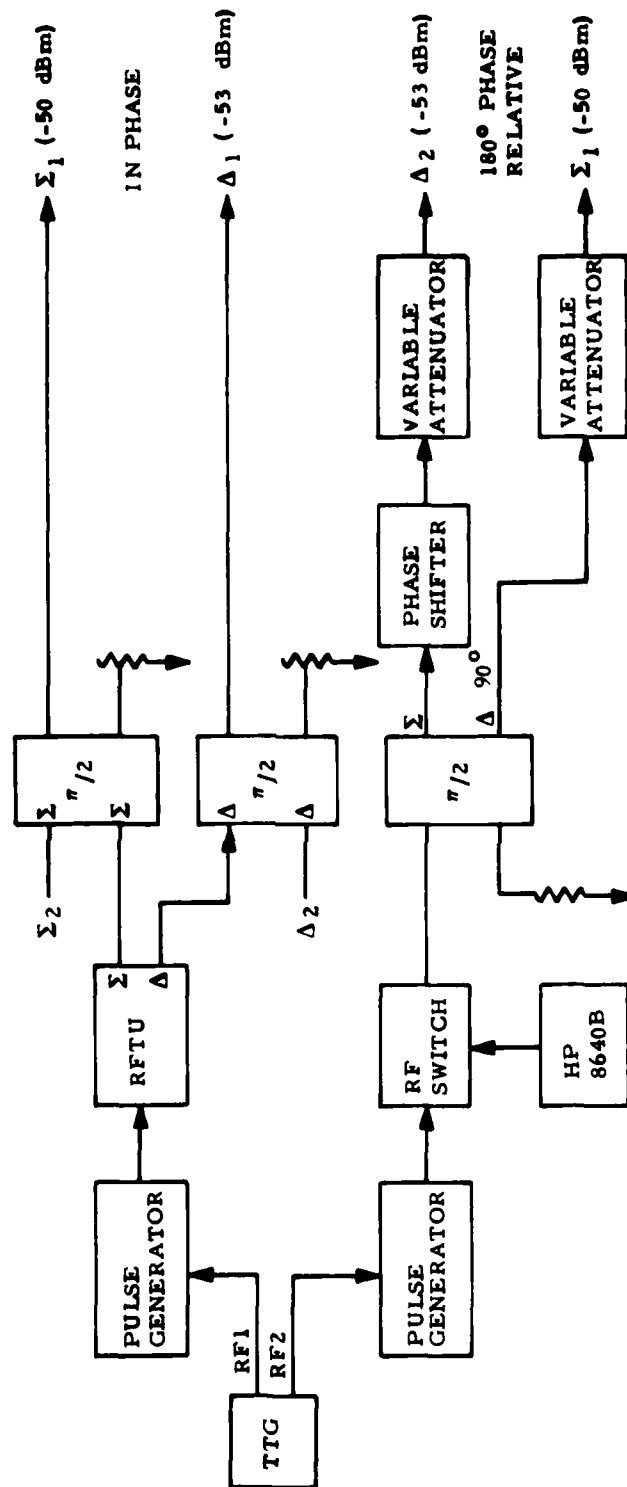 TTG
RF1
RF2
PULSE
GENERATOR
PULSE
GENERATOR
RFTU
Σ
Δ
RF
SWITCH
HP
8640B
Σ2
Σ
Σ
π/2
Δ2
Δ
Δ
π/2
π/2
Σ
Δ
90°
PHASE
SHIFTER
VARIABLE
ATTENUATOR
VARIABLE
ATTENUATOR
Σ1 (-50 dBm)
IN PHASE
Δ1 (-53 dBm)
Δ2 (-53 dBm)
180° PHASE
RELATIVE
Σ1 (-50 dBm)